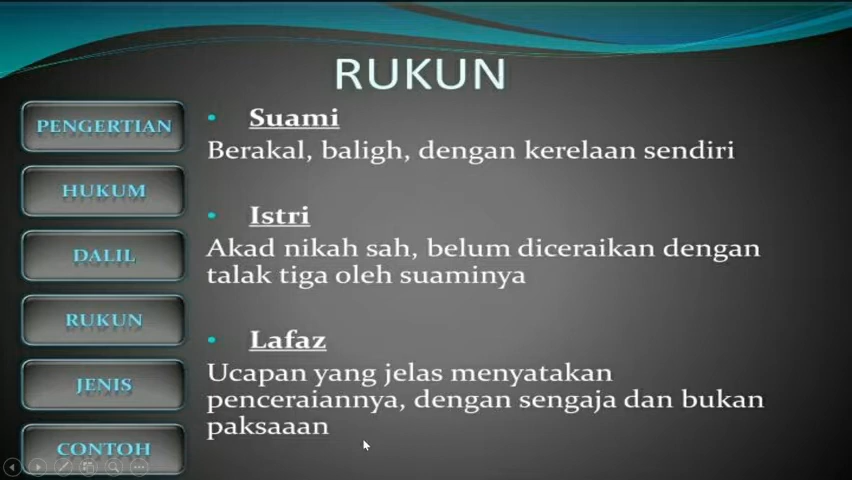 RUKUN
PENGERTIAN
HUKUM
DALIL
RUKUN
JENIS
CONTOH
• Suami
Berakal, baligh, dengan kerelaan sendiri
• Istri
Akad nikah sah, belum diceraikan dengan
talak tiga oleh suaminya
• Lafaz
Ucapan yang jelas menyatakan
penceraiannya, dengan sengaja dan bukan
paksaaan